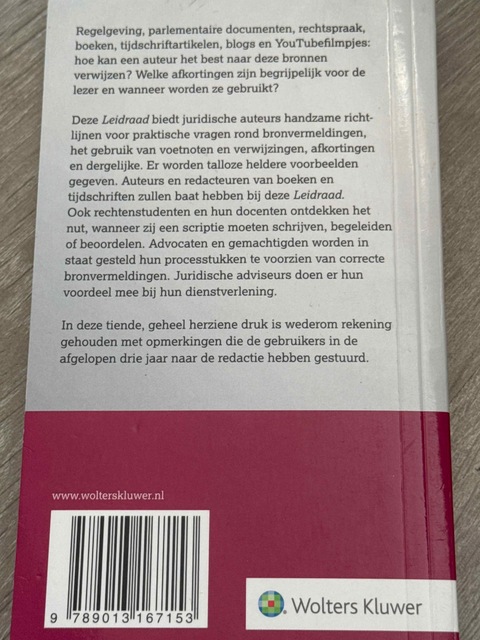 Regelgeving, parlementaire documenten, rechtspraak,
boeken, tijdschriftartikelen, blogs en YouTubefilmpjes:
hoe kan een auteur het best naar deze bronnen
verwijzen? Welke afkortingen zijn begrijpelijk voor de
lezer en wanneer worden ze gebruikt?
Deze Leidraad biedt juridische auteurs handzame richt-
lijnen voor praktische vragen rond bronvermeldingen,
het gebruik van voetnoten en verwijzingen, afkortingen
en dergelijke. Er worden talloze heldere voorbeelden
gegeven. Auteurs en redacteuren van boeken en
tijdschriften zullen baat hebben bij deze Leidraad.
Ook rechtenstudenten en hun docenten ontdekken het
nut, wanneer zij een scriptie moeten schrijven, begeleiden
of beoordelen. Advocaten en gemachtigden worden in
staat gesteld hun processtukken te voorzien van correcte
bronvermeldingen. Juridische adviseurs doen er hun
voordeel mee bij hun dienstverlening.
In deze tiende, geheel herziene druk is wederom rekening
gehouden met opmerkingen die de gebruikers in de
afgelopen drie jaar naar de redactie hebben gestuurd.
www.wolterskluwer.nl
9 789013 167153
Wolters Kluwer